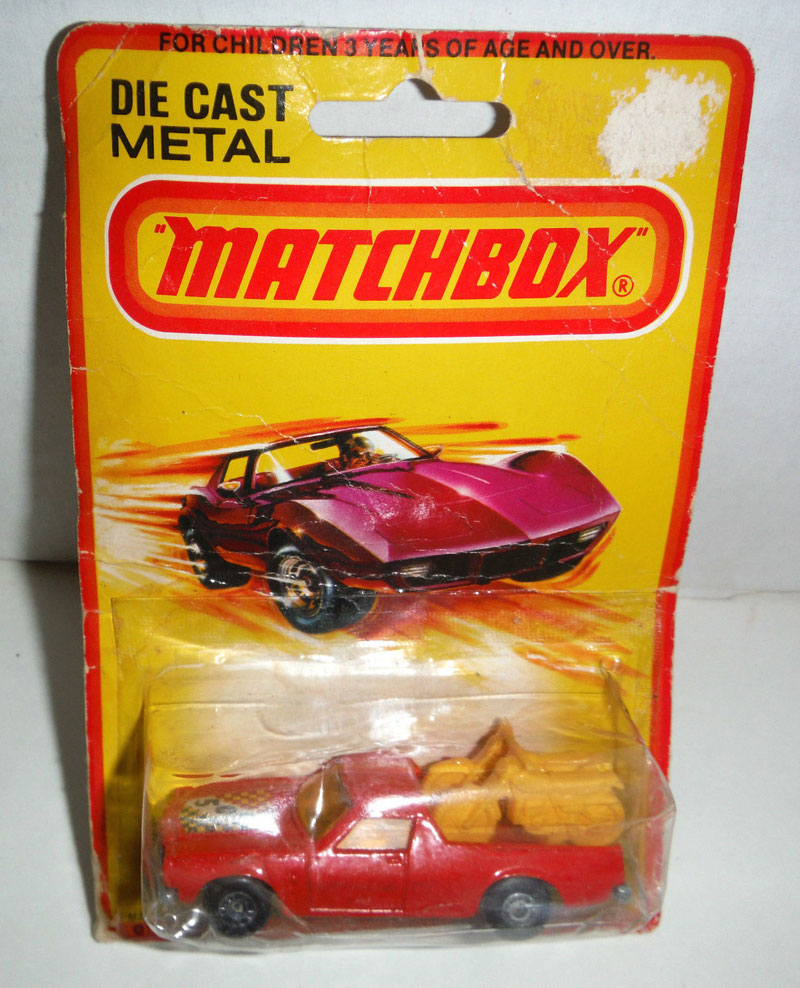 FOR CHILDREN 3 YEARS OF AGE AND OVER.
DIE CAST
METAL
"MATCHBOX"®